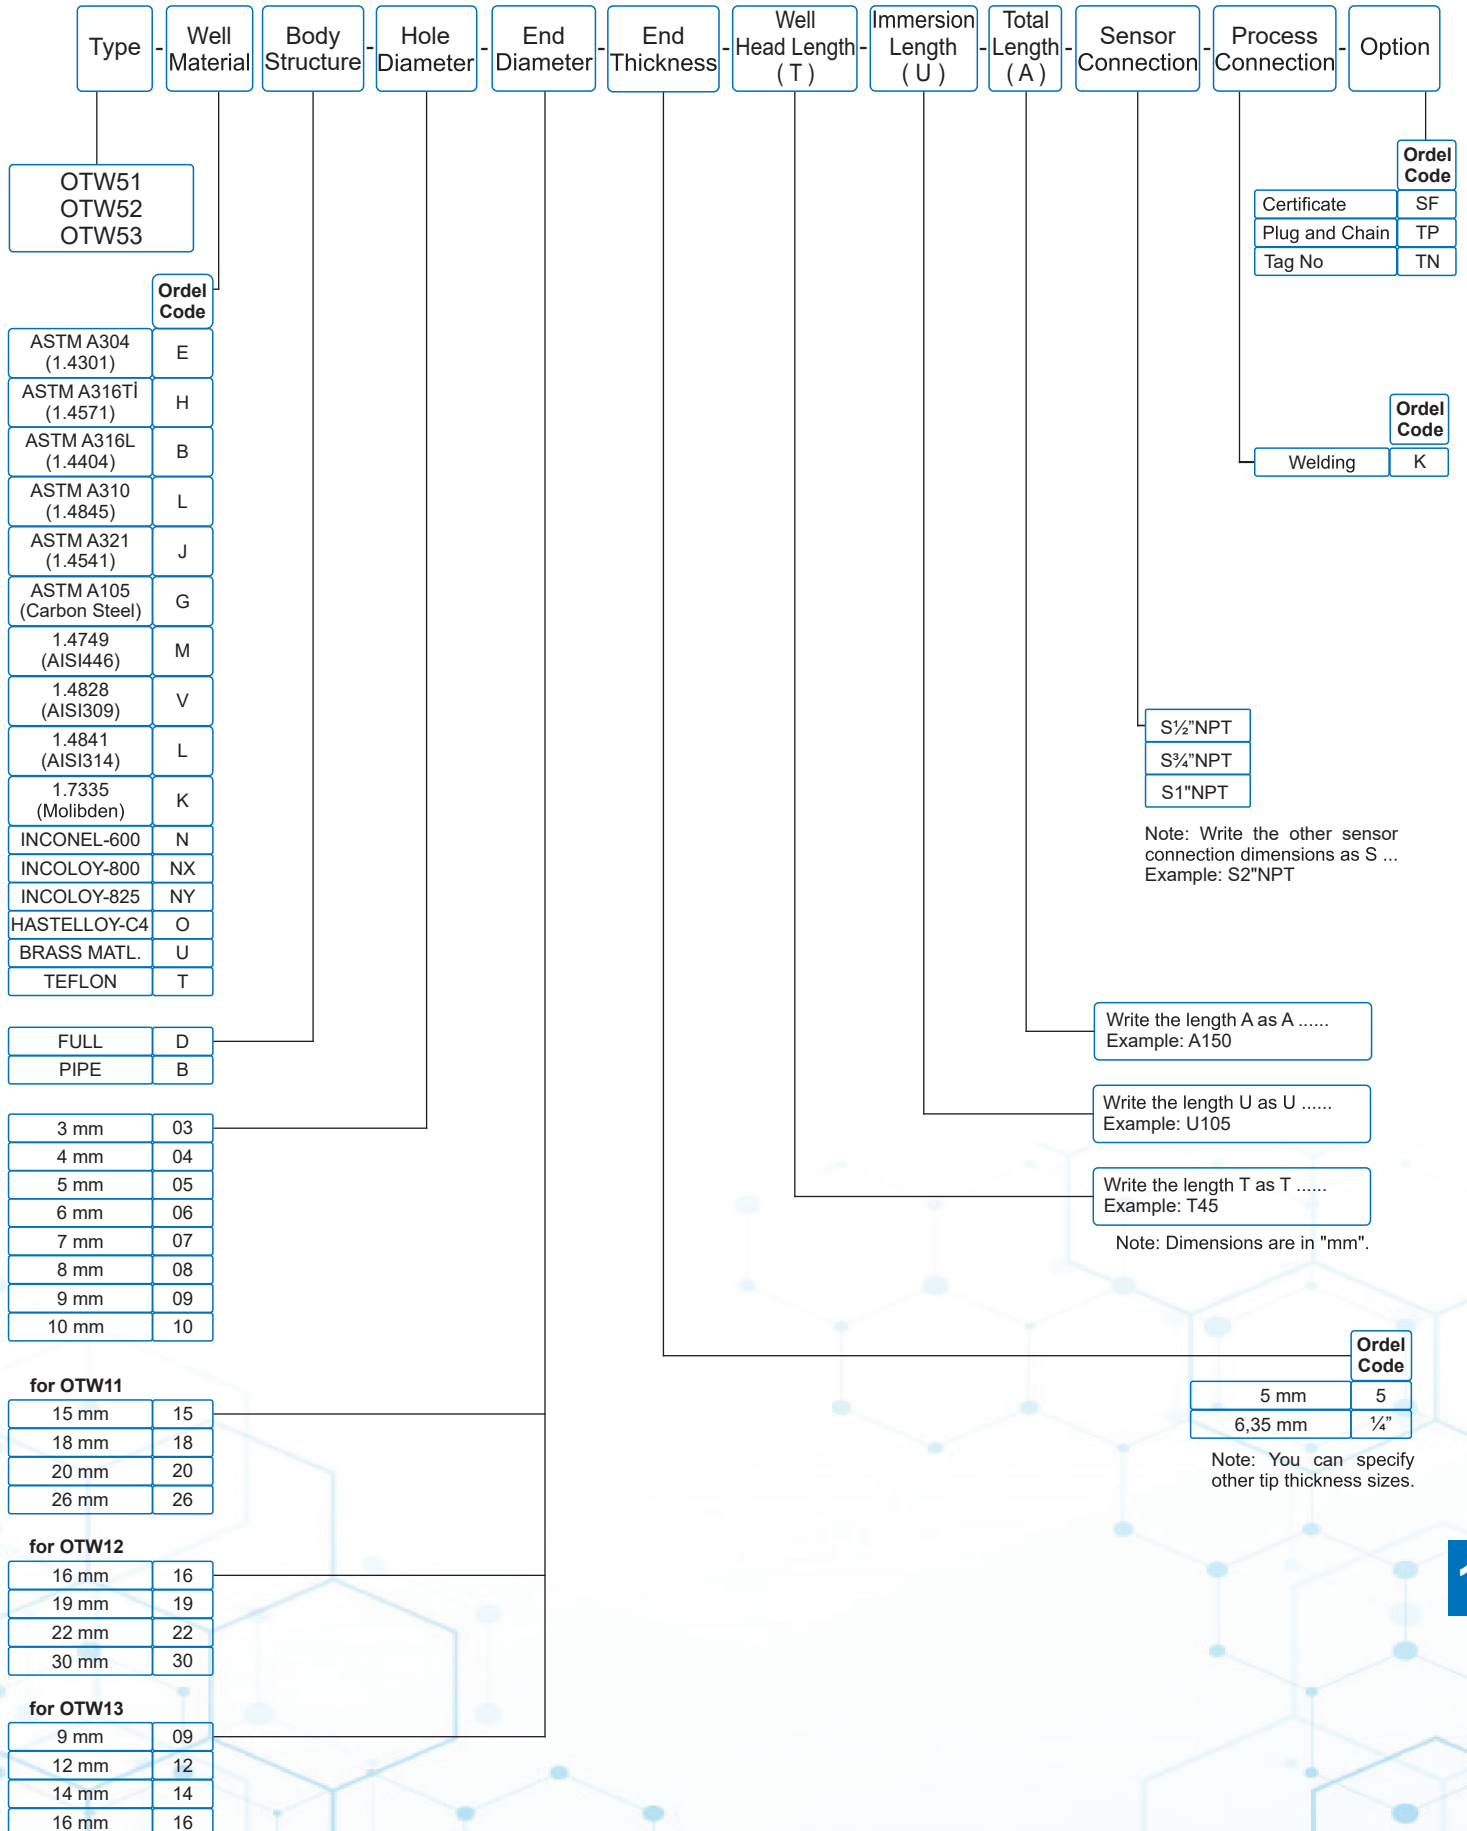 Type - Well Material - Body Structure - Hole Diameter - End Diameter - End Thickness - Well Head Length ( T ) - Immersion Length ( U ) - Total Length ( A ) - Sensor Connection - Process Connection - Option
OTW51
OTW52
OTW53
Ordel Code
ASTM A304 (1.4301) E
ASTM A316Tİ (1.4571) H
ASTM A316L (1.4404) B
ASTM A310 (1.4845) L
ASTM A321 (1.4541) J
ASTM A105 (Carbon Steel) G
1.4749 (AISI446) M
1.4828 (AISI309) V
1.4841 (AISI314) L
1.7335 (Molibden) K
INCONEL-600 N
INCOLOY-800 NX
INCOLOY-825 NY
HASTELLOY-C4 O
BRASS MATL. U
TEFLON T
FULL D
PIPE B
3 mm 03
4 mm 04
5 mm 05
6 mm 06
7 mm 07
8 mm 08
9 mm 09
10 mm 10
for OTW11
15 mm 15
18 mm 18
20 mm 20
26 mm 26
for OTW12
16 mm 16
19 mm 19
22 mm 22
30 mm 30
for OTW13
9 mm 09
12 mm 12
14 mm 14
16 mm 16
Ordel Code
Certificate SF
Plug and Chain TP
Tag No TN
Ordel Code
Welding K
S½”NPT
S¾”NPT
S1"NPT
Note: Write the other sensor
connection dimensions as S ...
Example: S2"NPT
Write the length A as A ......
Example: A150
Write the length U as U ......
Example: U105
Write the length T as T ......
Example: T45
Note: Dimensions are in "mm".
Ordel Code
5 mm 5
6,35 mm ¼”
Note: You can specify
other tip thickness sizes.